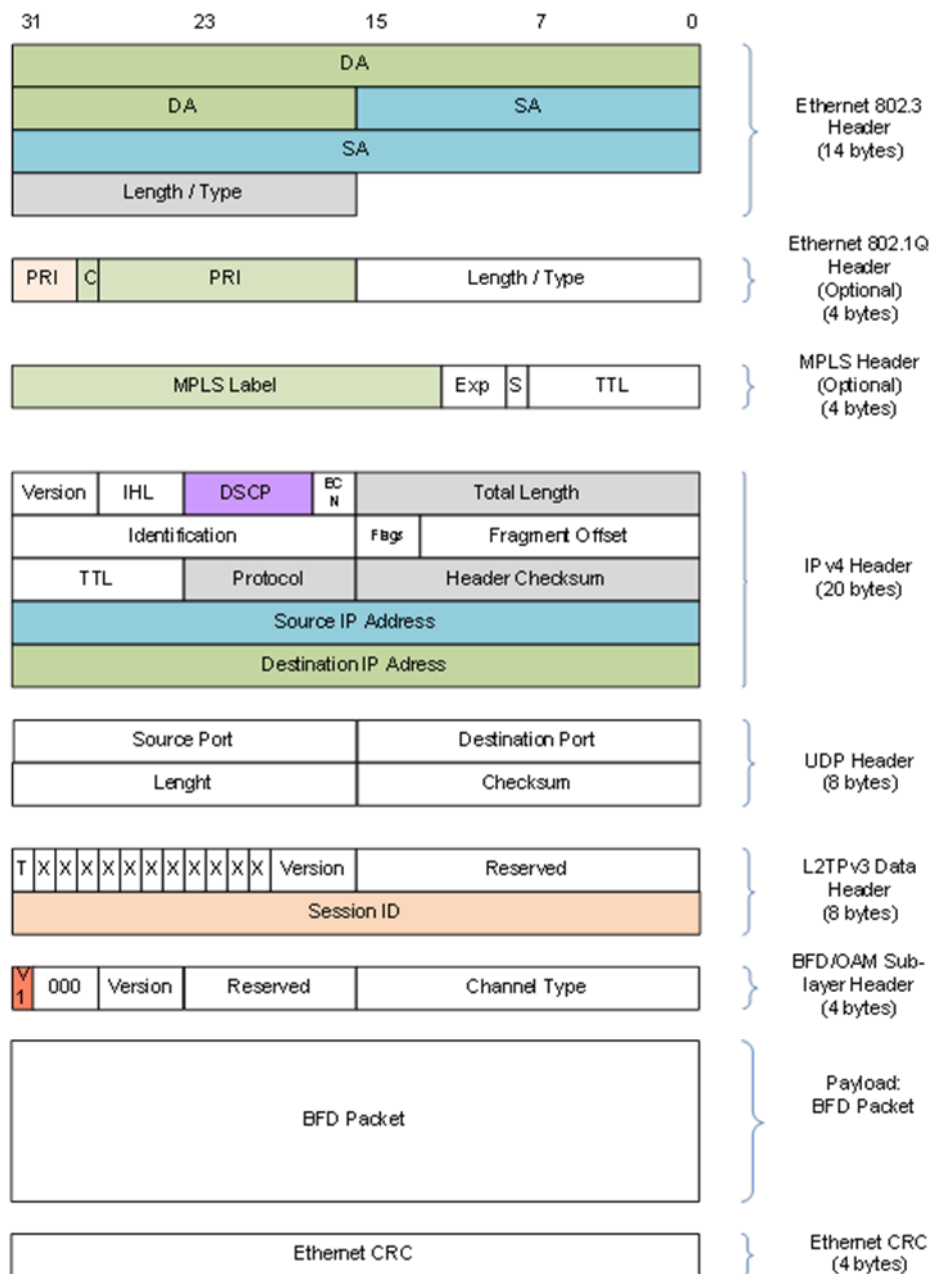 31 23 15 7 0
DA
DA SA
SA
Length / Type
Ethernet 802.3
Header
(14 bytes)
PRI C PRI Length / Type
Ethernet 802.1Q
Header
(Optional)
(4 bytes)
MPLS Label Exp S TTL
MPLS Header
(Optional)
(4 bytes)
Version IHL DSCP EC
N Total Length
Identification Flags Fragment Offset
TTL Protocol Header Checksum
Source IP Address
Destination IP Adress
IPv4 Header
(20 bytes)
Source Port Destination Port
Lenght Checksum
UDP Header
(8 bytes)
T X X X X X X X X X X X Version Reserved
Session ID
L2TPv3 Data
Header
(8 bytes)
V
1 000 Version Reserved Channel Type
BFD/OAM Sub-
layer Header
(4 bytes)
BFD Packet
Payload:
BFD Packet
Ethernet CRC
Ethernet CRC
(4 bytes)